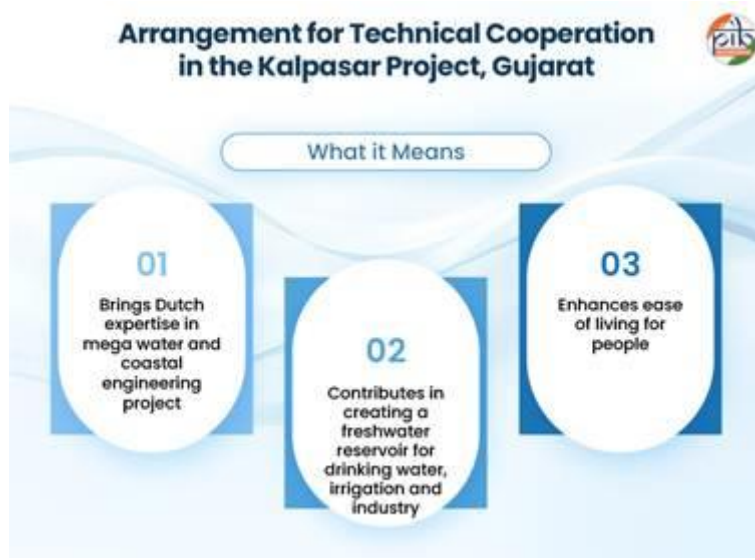 Arrangement for Technical Cooperation
in the Kalpasar Project, Gujarat
pib
What it Means
01
Brings Dutch
expertise in
mega water and
coastal
engineering
project
02
Contributes in
creating a
freshwater
reservoir for
drinking water,
irrigation and
industry
03
Enhances ease
of living for
people